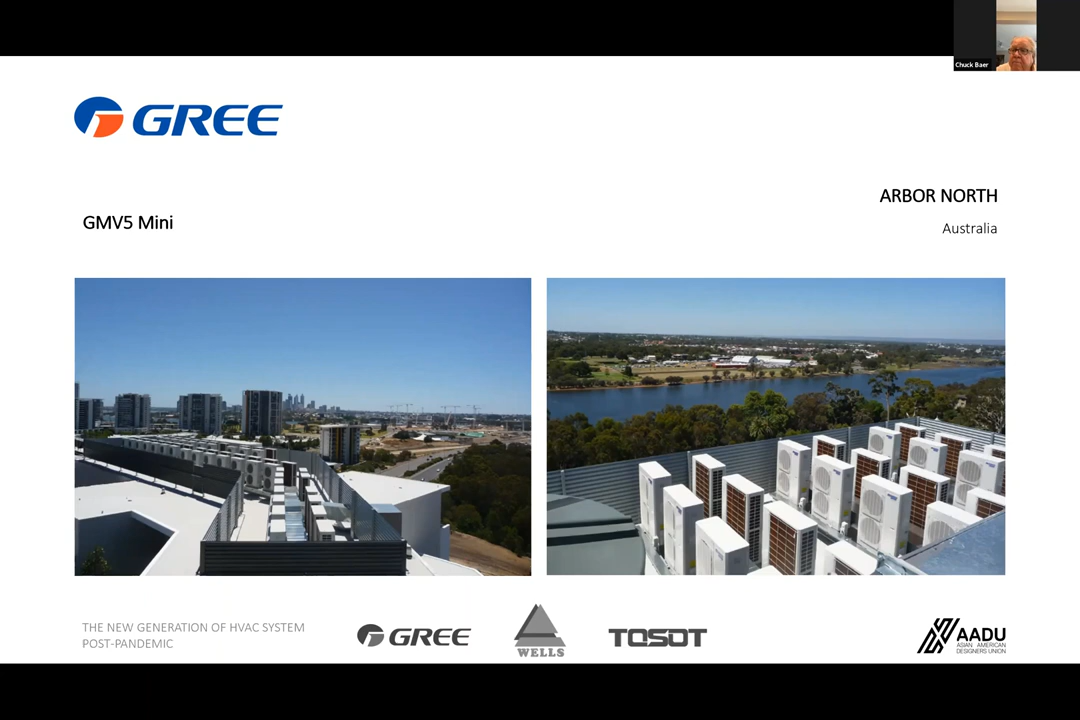 Chuck Baer
GREE
ARBOR NORTH
GMV5 Mini
Australia
THE NEW GENERATION OF HVAC SYSTEM
POST-PANDEMIC
GREE
WELLS
TOSOT
AADU
ASIAN AMERICAN
DESIGNERS UNION